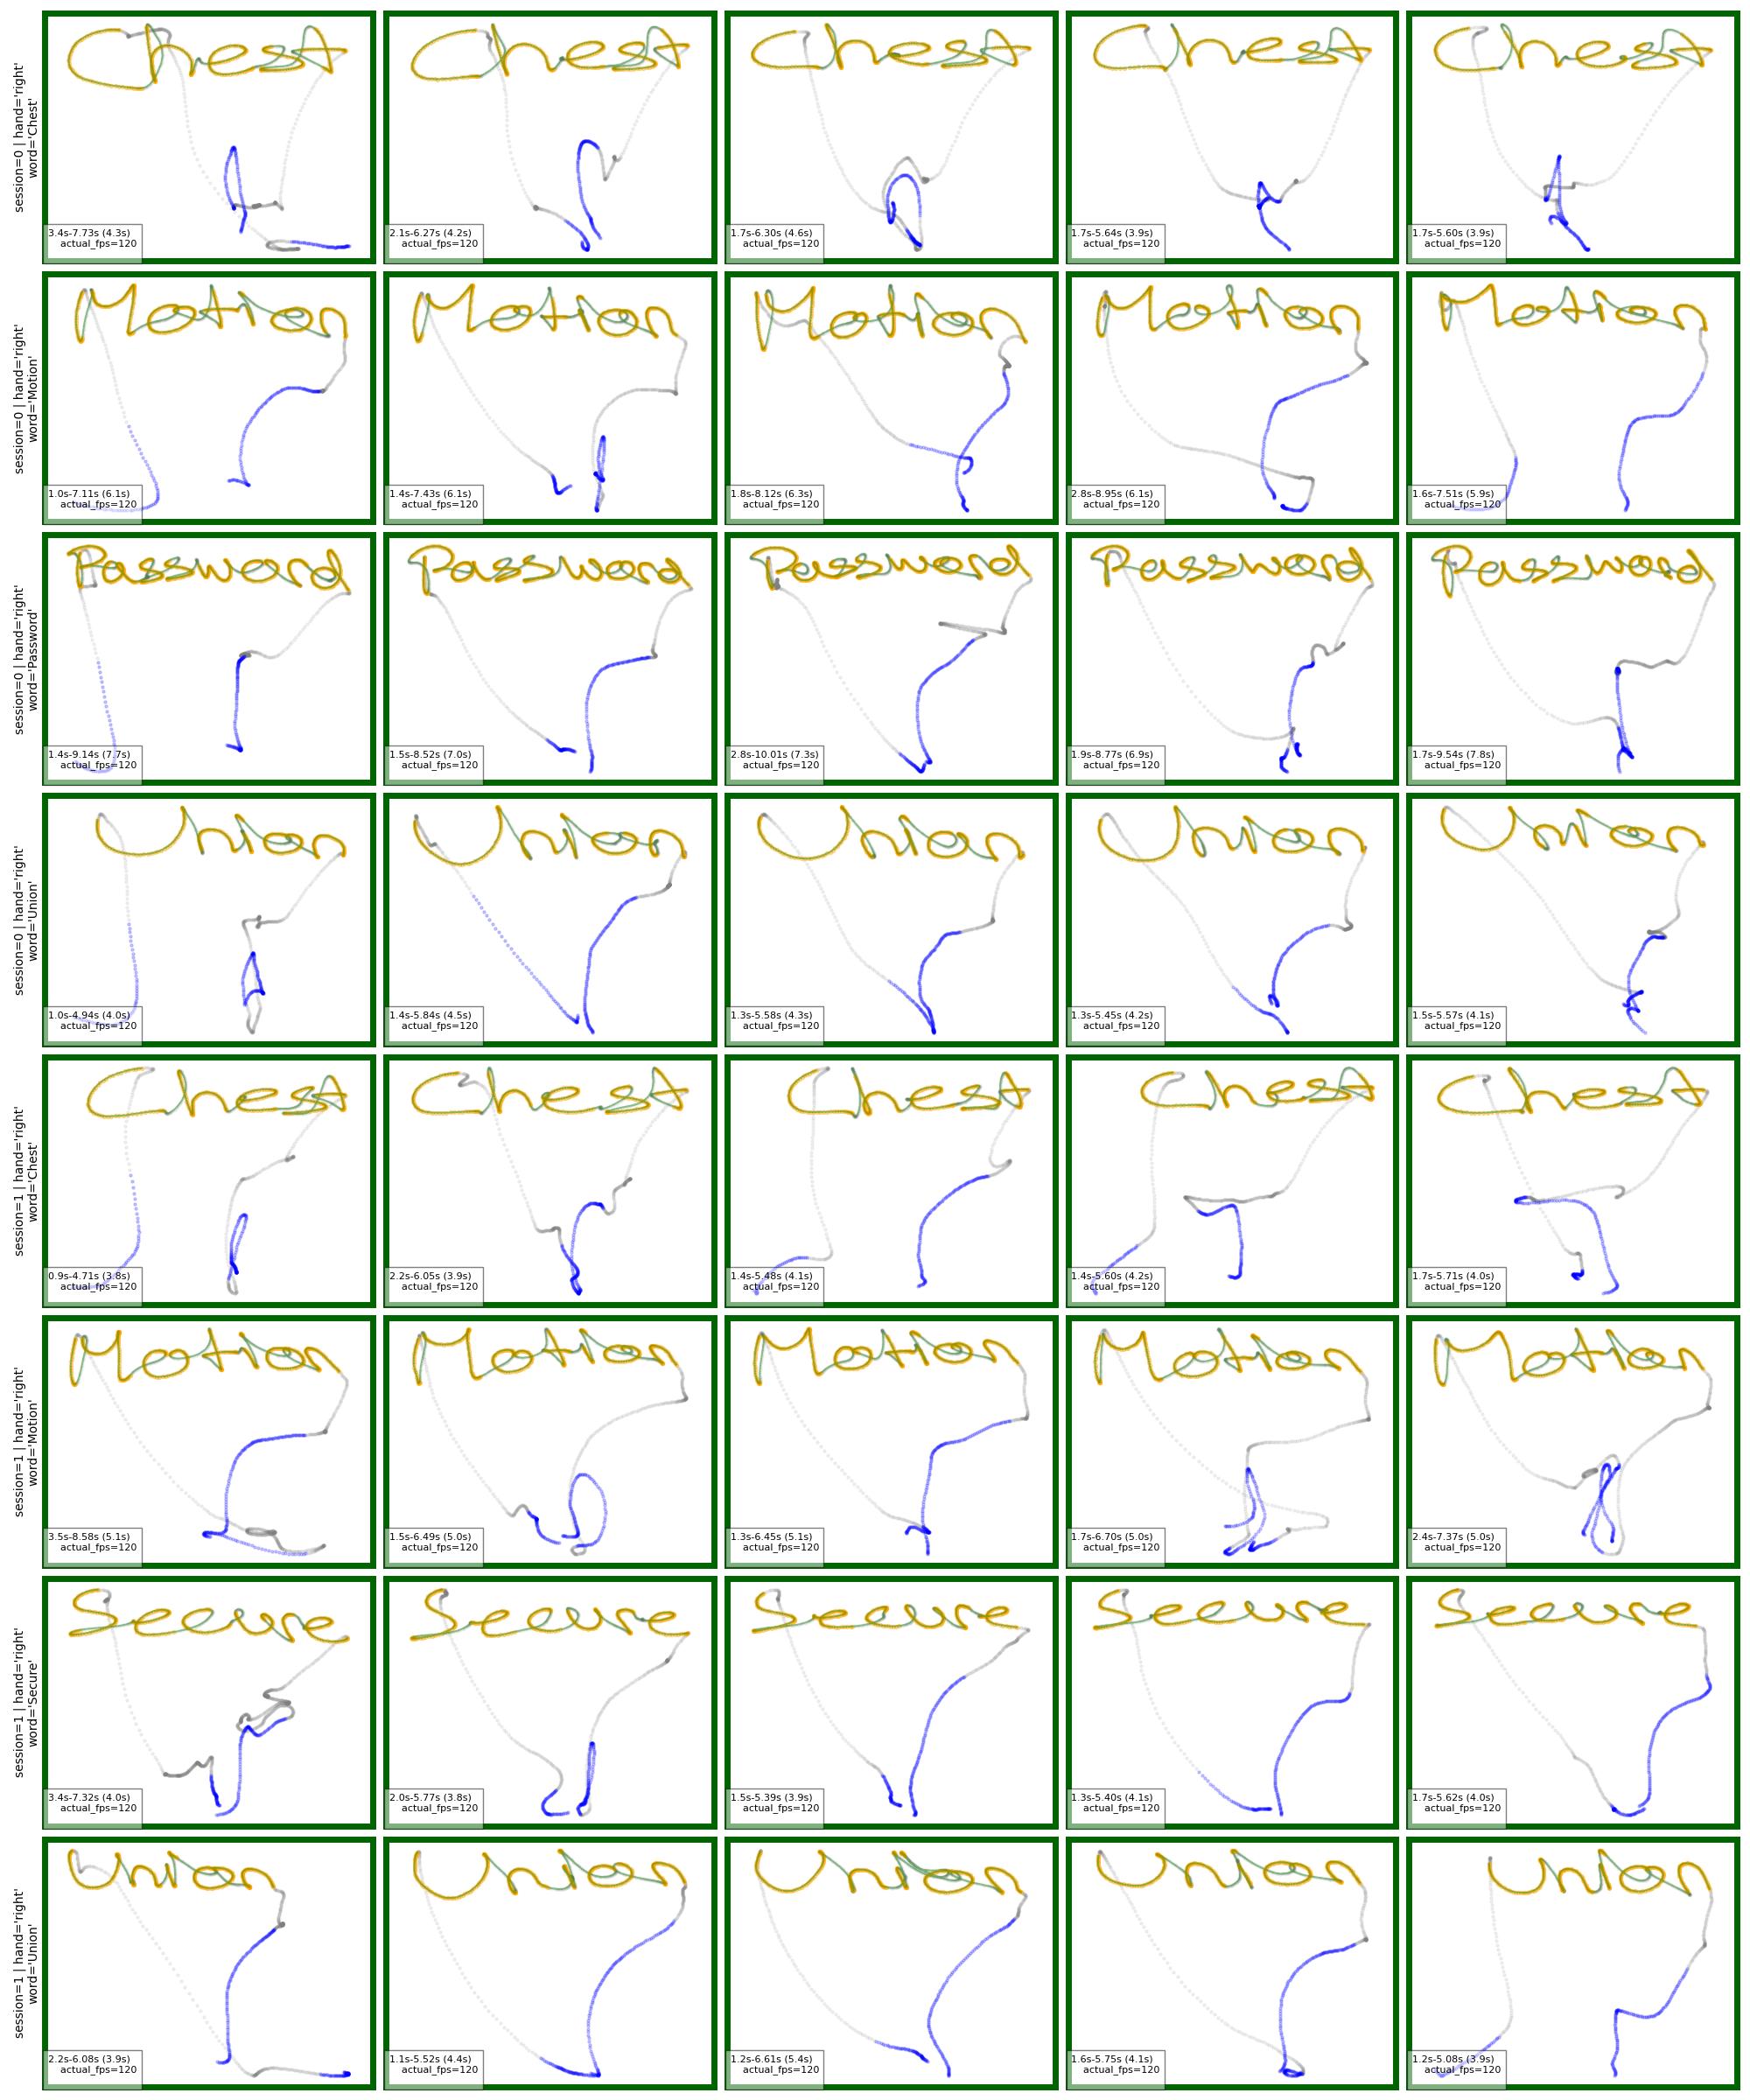 session=0 | hand='right'
word='Chest'
Chest Chest Chest Chest Chest
3.4s-7.73s (4.3s)
actual_fps=120
2.1s-6.27s (4.2s)
actual_fps=120
1.7s-6.30s (4.6s)
actual_fps=120
1.7s-5.64s (3.9s)
actual_fps=120
1.7s-5.60s (3.9s)
actual_fps=120
session=0 | hand='right'
word='Motion'
Motion Motion Motion Motion Motion
1.0s-7.11s (6.1s)
actual_fps=120
1.4s-7.43s (6.1s)
actual_fps=120
1.8s-8.12s (6.3s)
actual_fps=120
2.8s-8.95s (6.1s)
actual_fps=120
1.6s-7.51s (5.9s)
actual_fps=120
session=0 | hand='right'
word='Password'
Password Password Password Password Password
1.4s-9.14s (7.7s)
actual_fps=120
1.5s-8.52s (7.0s)
actual_fps=120
2.8s-10.01s (7.3s)
actual_fps=120
1.9s-8.77s (6.9s)
actual_fps=120
1.7s-9.54s (7.8s)
actual_fps=120
session=0 | hand='right'
word='Union'
Union Union Union Union Union
1.0s-4.94s (4.0s)
actual_fps=120
1.4s-5.84s (4.5s)
actual_fps=120
1.3s-5.58s (4.3s)
actual_fps=120
1.3s-5.45s (4.2s)
actual_fps=120
1.5s-5.57s (4.1s)
actual_fps=120
session=1 | hand='right'
word='Chest'
Chest Chest Chest Chest Chest
0.9s-4.71s (3.8s)
actual_fps=120
2.2s-6.05s (3.9s)
actual_fps=120
1.4s-5.48s (4.1s)
actual_fps=120
1.4s-5.60s (4.2s)
actual_fps=120
1.7s-5.71s (4.0s)
actual_fps=120
session=1 | hand='right'
word='Motion'
Motion Motion Motion Motion Motion
3.5s-8.58s (5.1s)
actual_fps=120
1.5s-6.49s (5.0s)
actual_fps=120
1.3s-6.45s (5.1s)
actual_fps=120
1.7s-6.70s (5.0s)
actual_fps=120
2.4s-7.37s (5.0s)
actual_fps=120
session=1 | hand='right'
word='Secure'
Secure Secure Secure Secure Secure
3.4s-7.32s (4.0s)
actual_fps=120
2.0s-5.77s (3.8s)
actual_fps=120
1.5s-5.39s (3.9s)
actual_fps=120
1.3s-5.40s (4.1s)
actual_fps=120
1.7s-5.62s (4.0s)
actual_fps=120
session=1 | hand='right'
word='Union'
Union Union Union Union Union
2.2s-6.08s (3.9s)
actual_fps=120
1.1s-5.52s (4.4s)
actual_fps=120
1.2s-6.61s (5.4s)
actual_fps=120
1.6s-5.75s (4.1s)
actual_fps=120
1.2s-5.08s (3.9s)
actual_fps=120